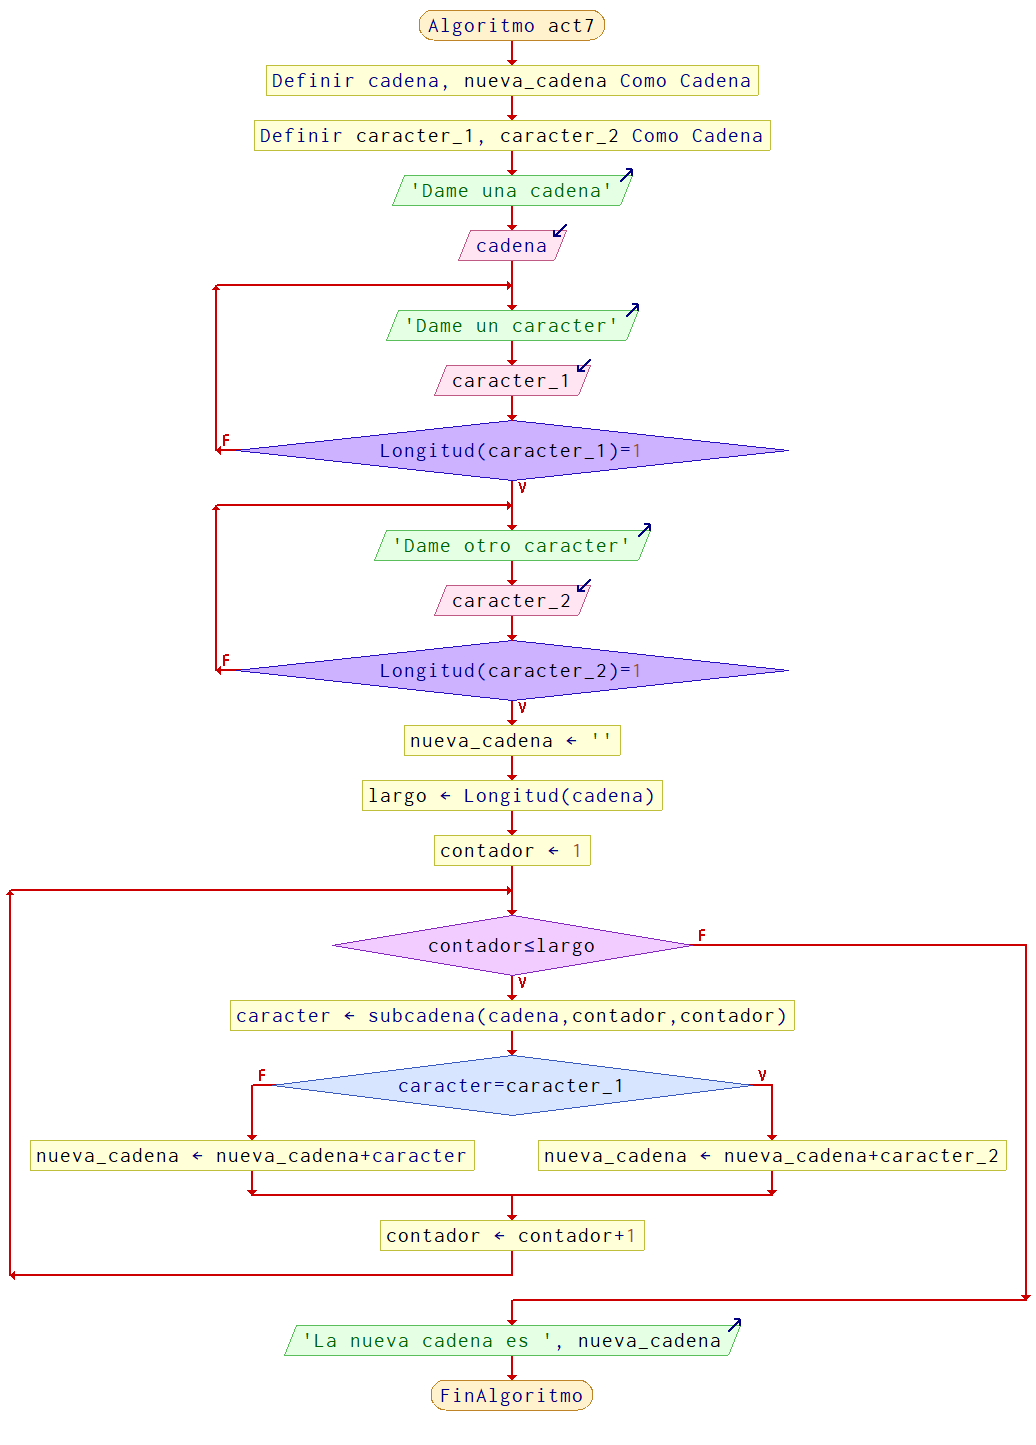 Algoritmo act7
Definir cadena, nueva_cadena Como Cadena
Definir caracter_1, caracter_2 Como Cadena
'Dame una cadena'
cadena
'Dame un caracter'
caracter_1
F
Longitud(caracter_1)=1
V
'Dame otro caracter'
caracter_2
F
Longitud(caracter_2)=1
V
nueva_cadena ← ''
largo ← Longitud(cadena)
contador ← 1
contador≤largo
F
V
caracter ← subcadena(cadena,contador,contador)
F
V
caracter=caracter_1
nueva_cadena ← nueva_cadena+caracter
nueva_cadena ← nueva_cadena+caracter_2
contador ← contador+1
'La nueva cadena es ', nueva_cadena
FinAlgoritmo